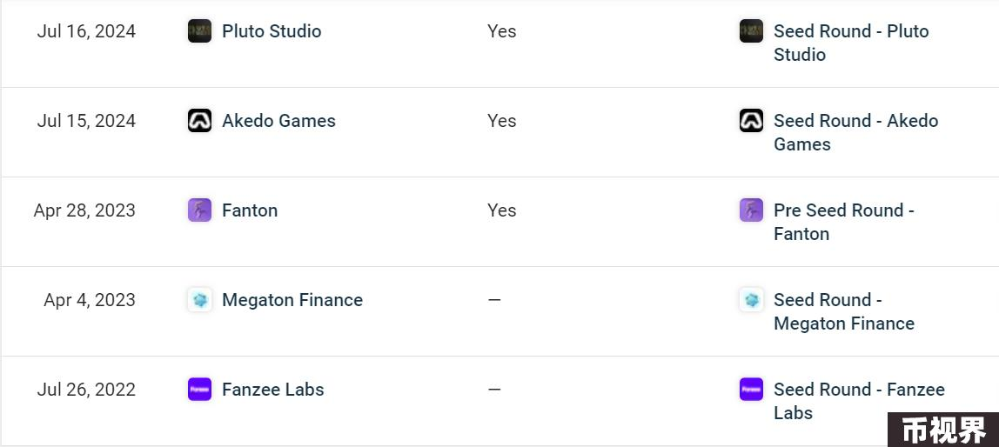 Jul 16, 2024 Pluto Studio Yes Seed Round - Pluto
Studio
Jul 15, 2024 Akedo Games Yes Seed Round - Akedo
Games
Apr 28, 2023 Fanton Yes Pre Seed Round -
Fanton
Apr 4, 2023 Megaton Finance — Seed Round -
Megaton Finance
Jul 26, 2022 Fanzee Labs — Seed Round - Fanzee
Labs
币视界